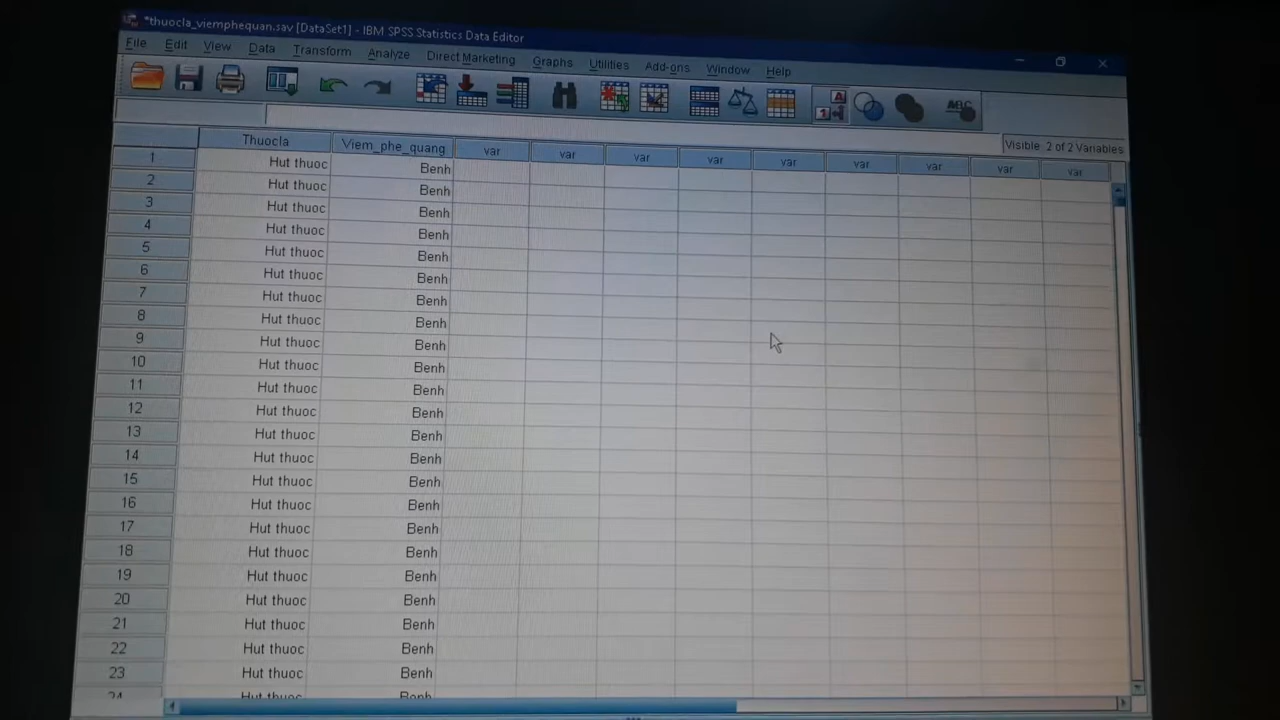 *thuocla_viemphequan.sav [DataSet1] - IBM SPSS Statistics Data Editor
File Edit View Data Transform Analyze Direct Marketing Graphs Utilities Add-ons Window Help
Visible: 2 of 2 Variables
Thuocla Viem_phe_quang var var var var var var var var var
1 Hut thuoc Benh
2 Hut thuoc Benh
3 Hut thuoc Benh
4 Hut thuoc Benh
5 Hut thuoc Benh
6 Hut thuoc Benh
7 Hut thuoc Benh
8 Hut thuoc Benh
9 Hut thuoc Benh
10 Hut thuoc Benh
11 Hut thuoc Benh
12 Hut thuoc Benh
13 Hut thuoc Benh
14 Hut thuoc Benh
15 Hut thuoc Benh
16 Hut thuoc Benh
17 Hut thuoc Benh
18 Hut thuoc Benh
19 Hut thuoc Benh
20 Hut thuoc Benh
21 Hut thuoc Benh
22 Hut thuoc Benh
23 Hut thuoc Benh
24 Hut thuoc Benh